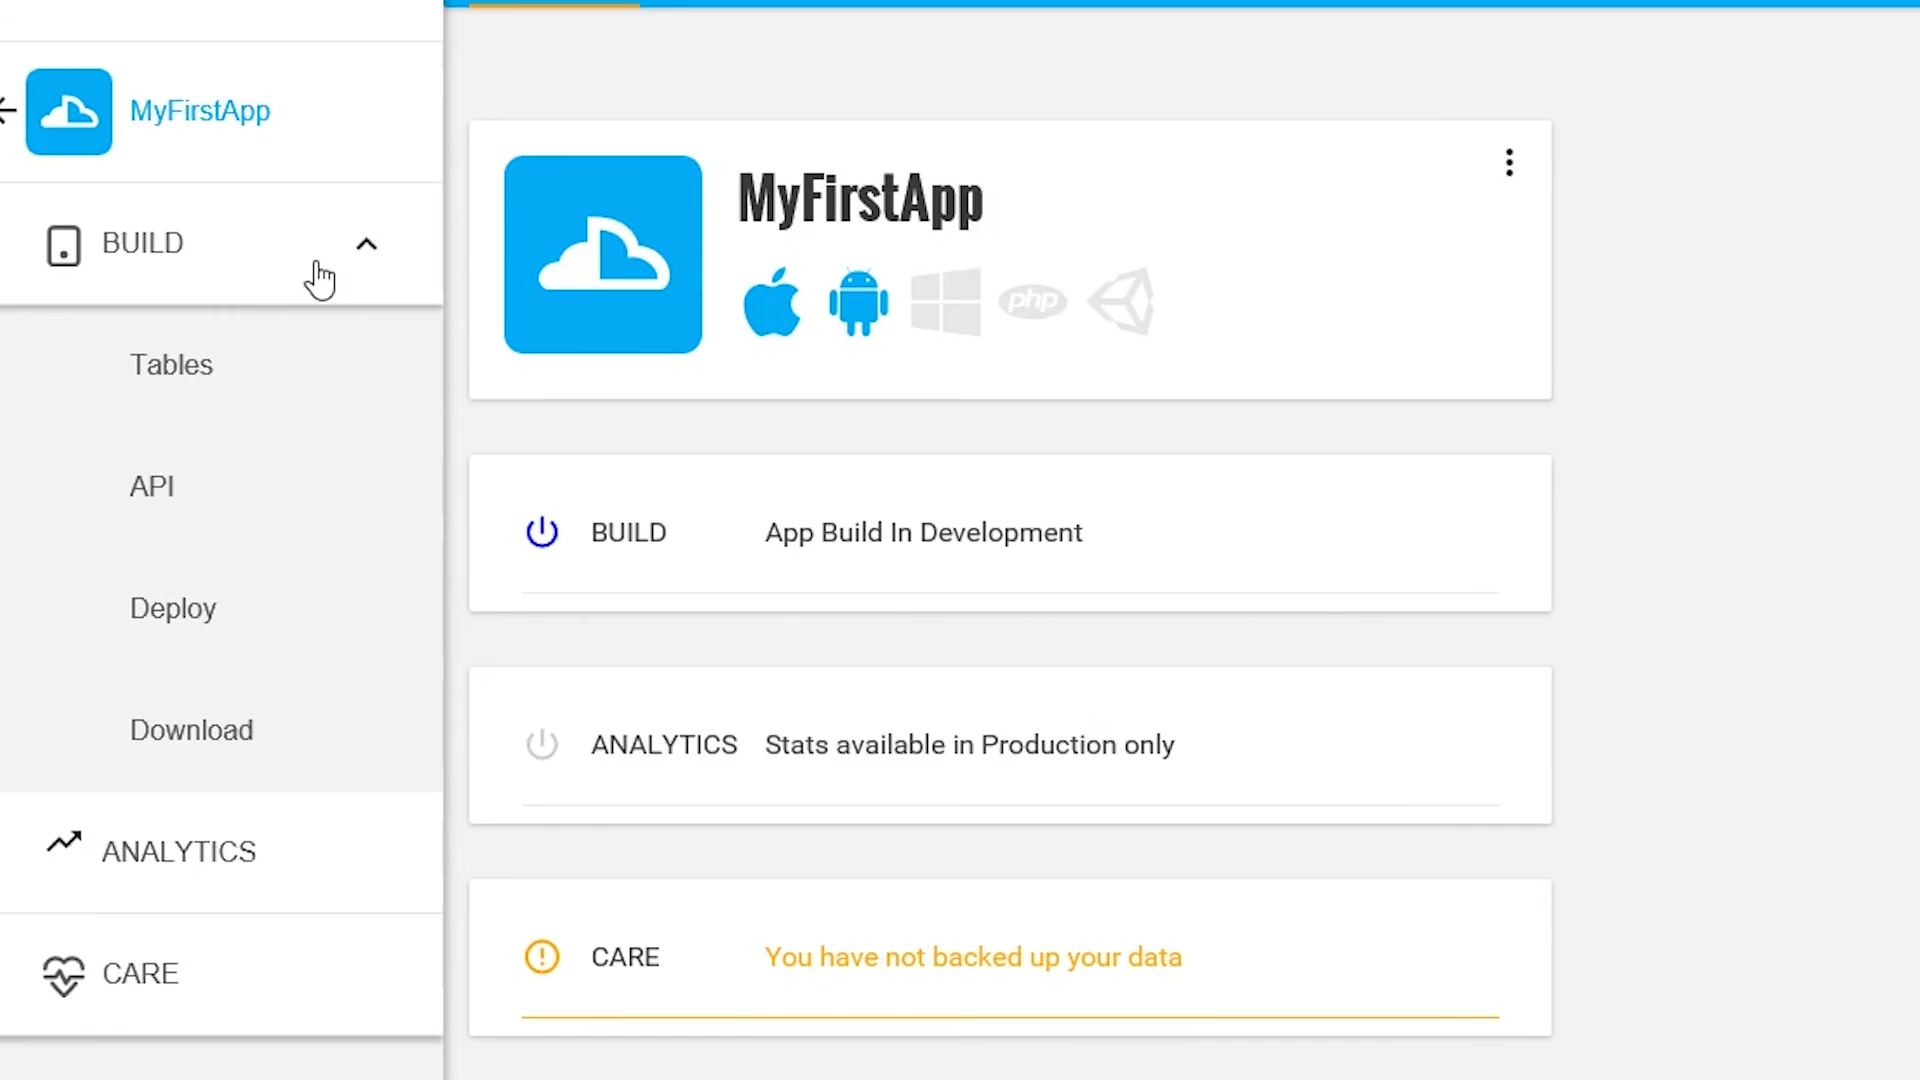 MyFirstApp
BUILD
Tables
API
Deploy
Download
ANALYTICS
CARE
MyFirstApp
php
BUILD App Build In Development
ANALYTICS Stats available in Production only
CARE You have not backed up your data